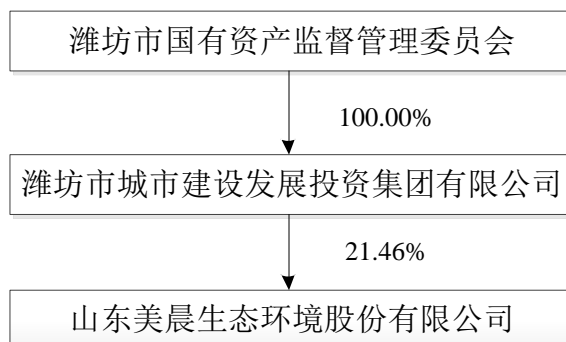 潍坊市国有资产监督管理委员会
100.00%
潍坊市城市建设发展投资集团有限公司
21.46%
山东美晨生态环境股份有限公司